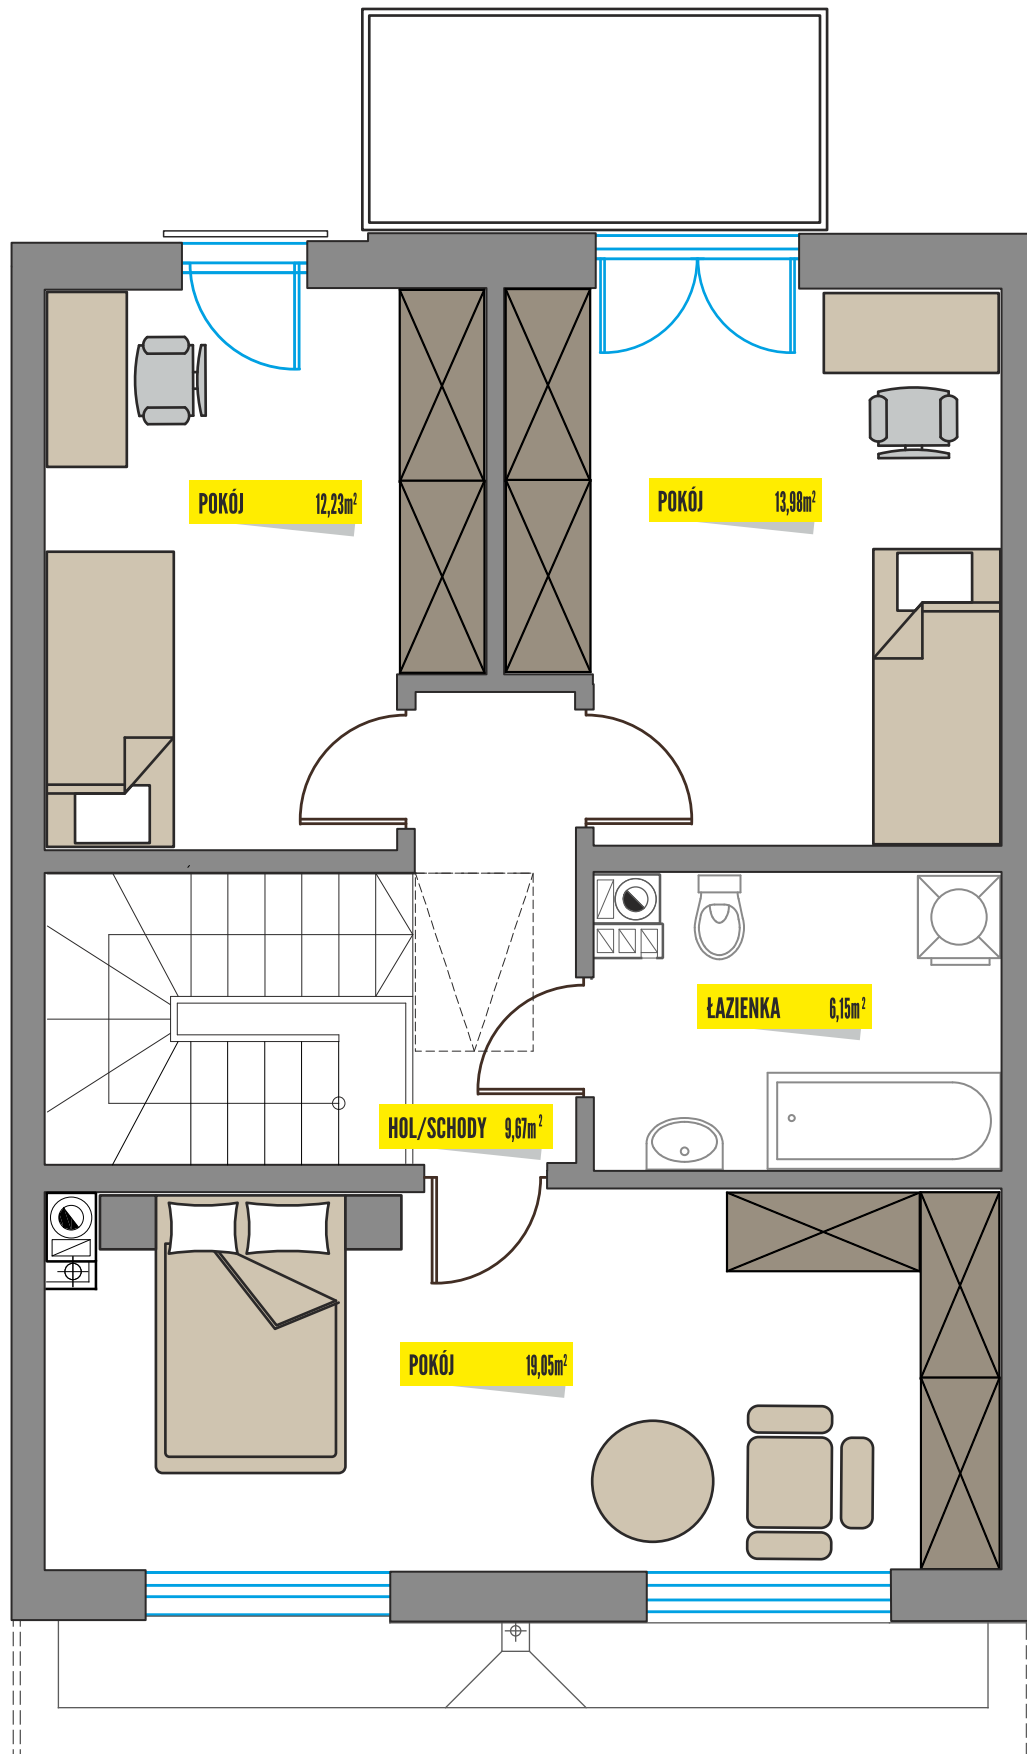 POKÓJ 12,23m²
POKÓJ 13,98m²
ŁAZIENKA 6,15m²
HOL/SCHODY 9,67m²
POKÓJ 19,05m²